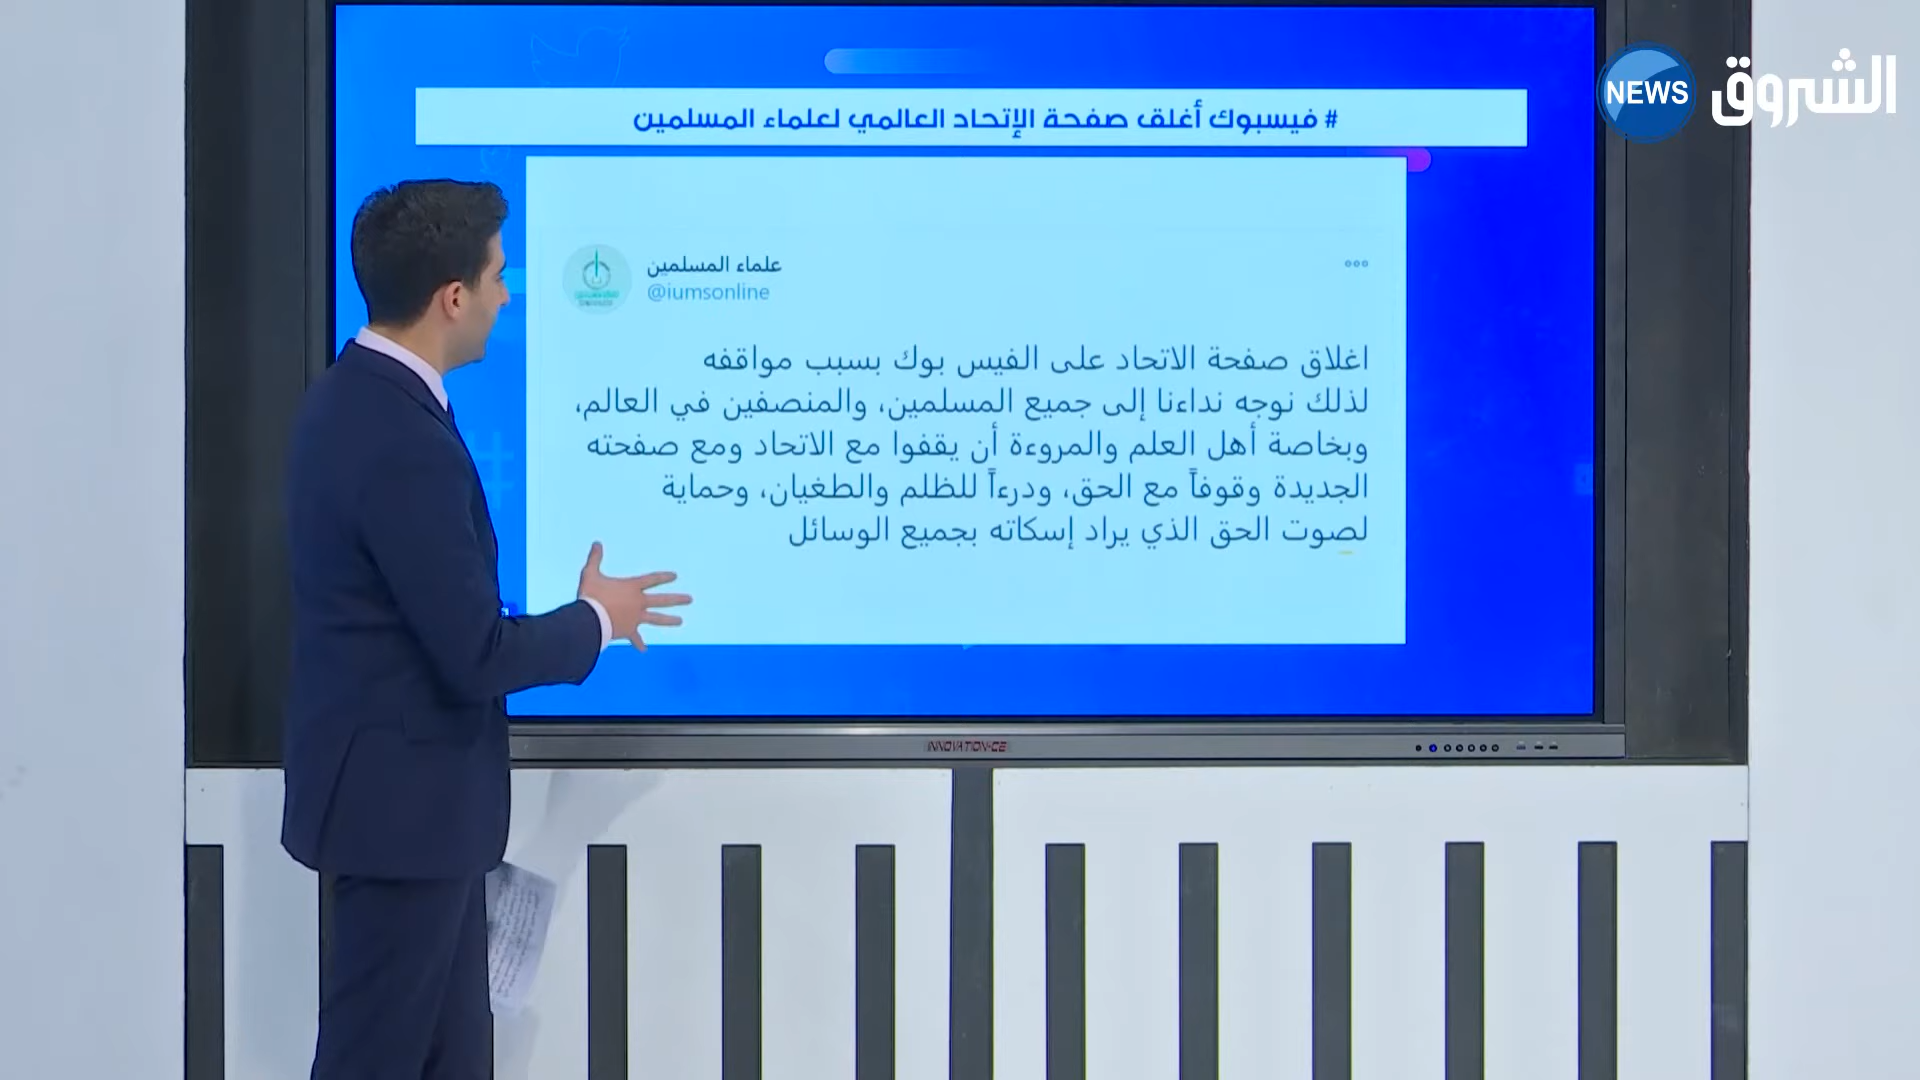 NEWS الشروق
# فيسبوك أغلق صفحة الإتحاد العالمي لعلماء المسلمين
علماء المسلمين
@iumsonline
اغلاق صفحة الاتحاد على الفيس بوك بسبب مواقفه
لذلك نوجه نداءنا إلى جميع المسلمين، والمنصفين في العالم،
وبخاصة أهل العلم والمروءة أن يقفوا مع الاتحاد ومع صفحته
الجديدة وقوفاً مع الحق، ودرءاً للظلم والطغيان، وحماية
لصوت الحق الذي يراد إسكاته بجميع الوسائل